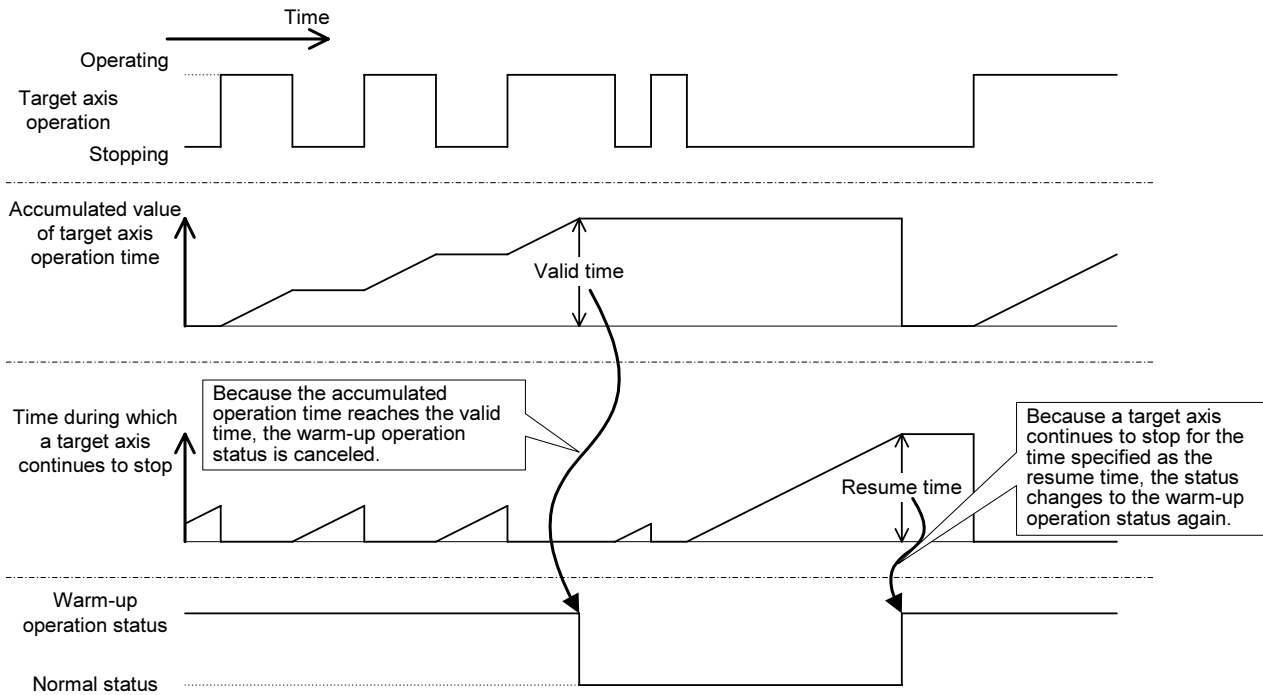 Time
Operating
Target axis
operation
Stopping
Accumulated value
of target axis
operation time
Valid time
Because the accumulated
operation time reaches the valid
time, the warm-up operation
status is canceled.
Time during which
a target axis
continues to stop
Resume time
Because a target axis
continues to stop for the
time specified as the
resume time, the status
changes to the warm-up
operation status again.
Warm-up
operation status
Normal status